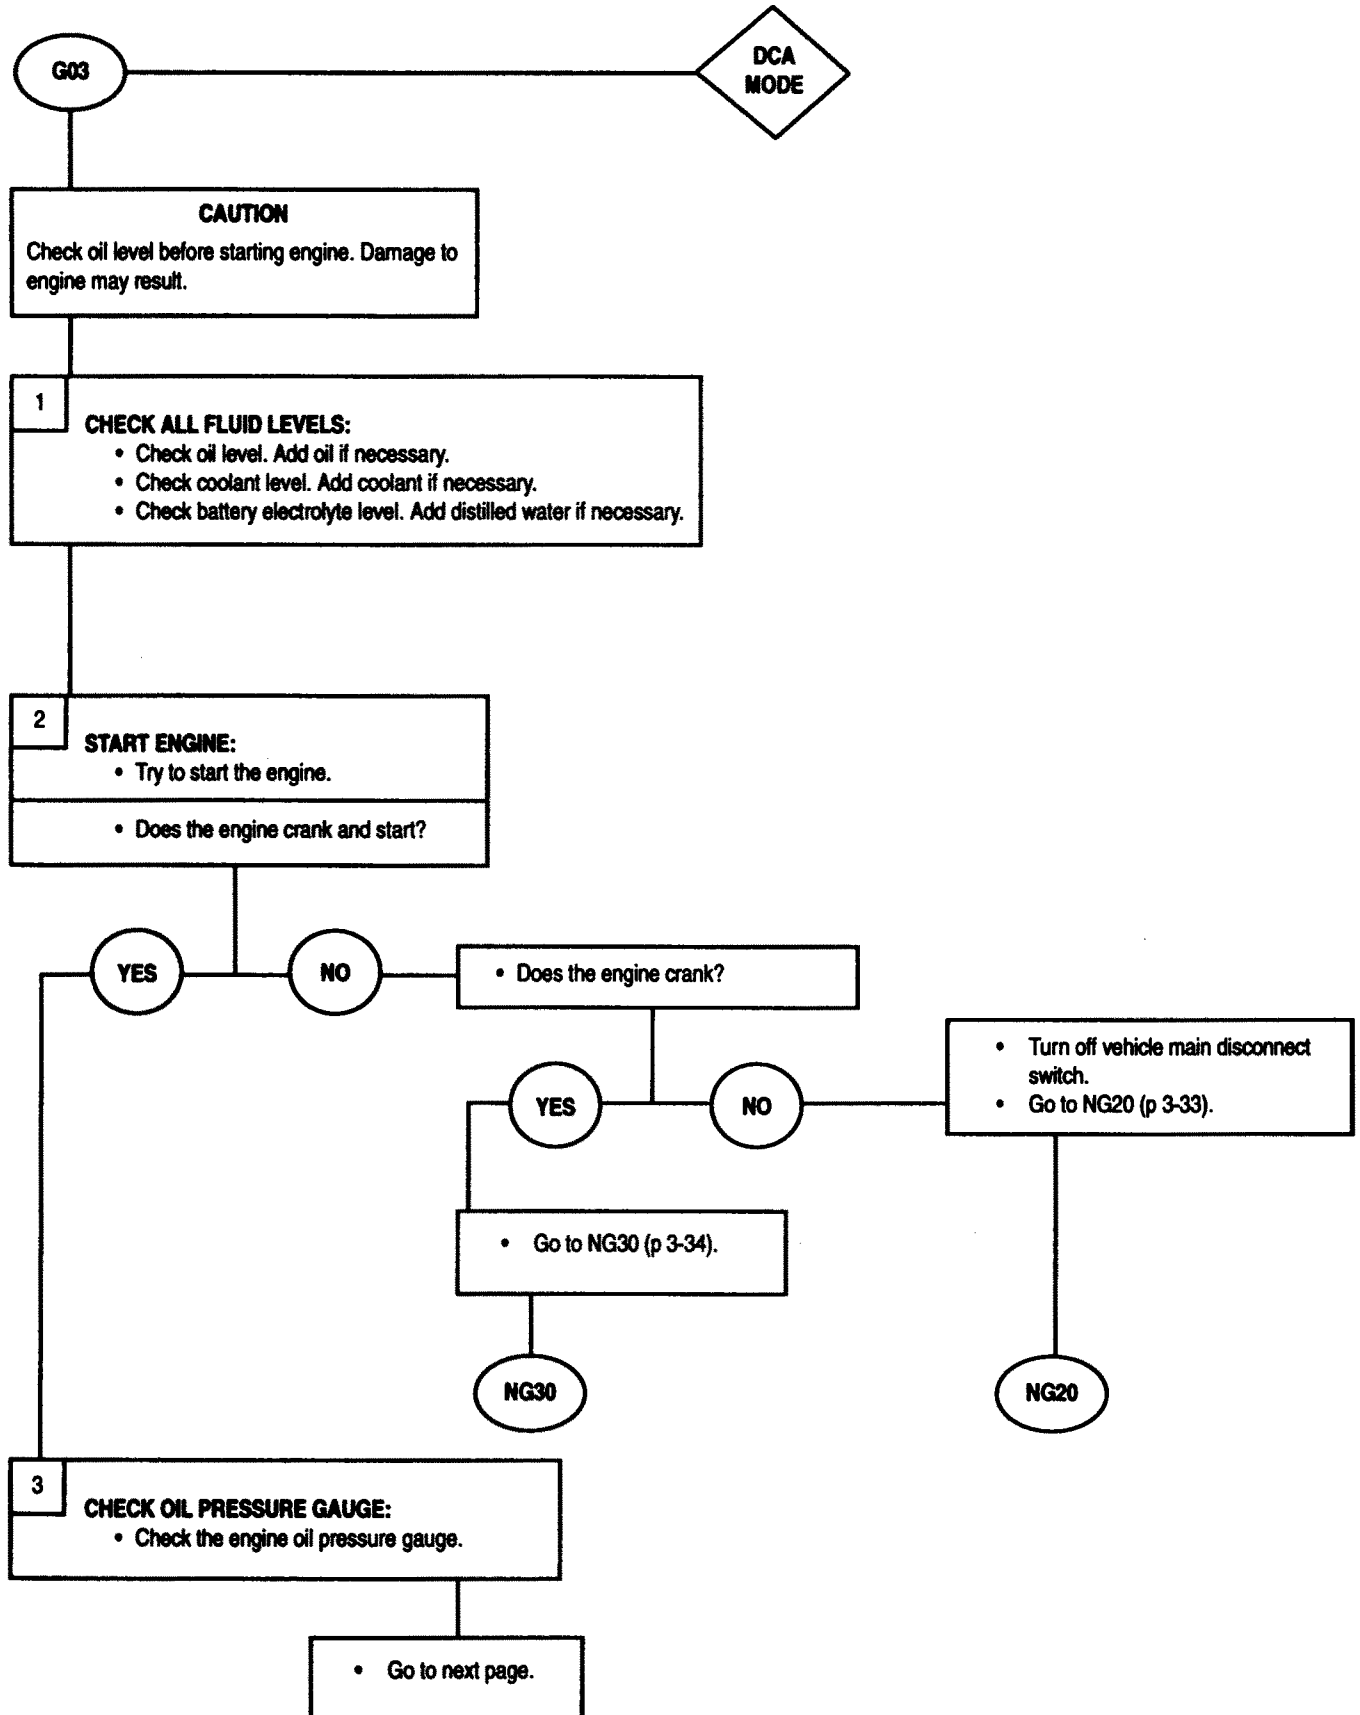 G03
DCA
MODE
CAUTION
Check oil level before starting engine. Damage to
engine may result.
1
CHECK ALL FLUID LEVELS:
• Check oil level. Add oil if necessary.
• Check coolant level. Add coolant if necessary.
• Check battery electrolyte level. Add distilled water if necessary.
2
START ENGINE:
• Try to start the engine.
• Does the engine crank and start?
YES
NO
• Does the engine crank?
YES
NO
• Turn off vehicle main disconnect
switch.
• Go to NG20 (p 3-33).
• Go to NG30 (p 3-34).
NG30
NG20
3
CHECK OIL PRESSURE GAUGE:
• Check the engine oil pressure gauge.
• Go to next page.